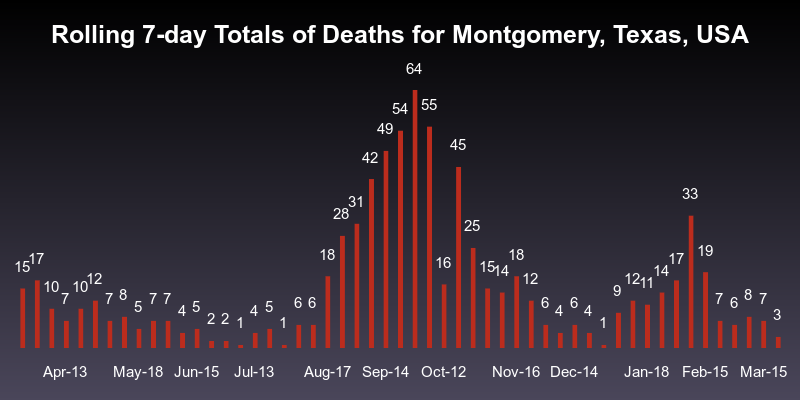 Rolling 7-day Totals of Deaths for Montgomery, Texas, USA
15 17 10 7 10 12 7 8 5 7 7 4 5 2 2 1 4 5 1 6 6 18 28 31 42 49 54 64 55 16 45 25 15 14 18 12 6 4 6 4 1 9 12 11 14 17 33 19 7 6 8 7 3
Apr-13 May-18 Jun-15 Jul-13 Aug-17 Sep-14 Oct-12 Nov-16 Dec-14 Jan-18 Feb-15 Mar-15